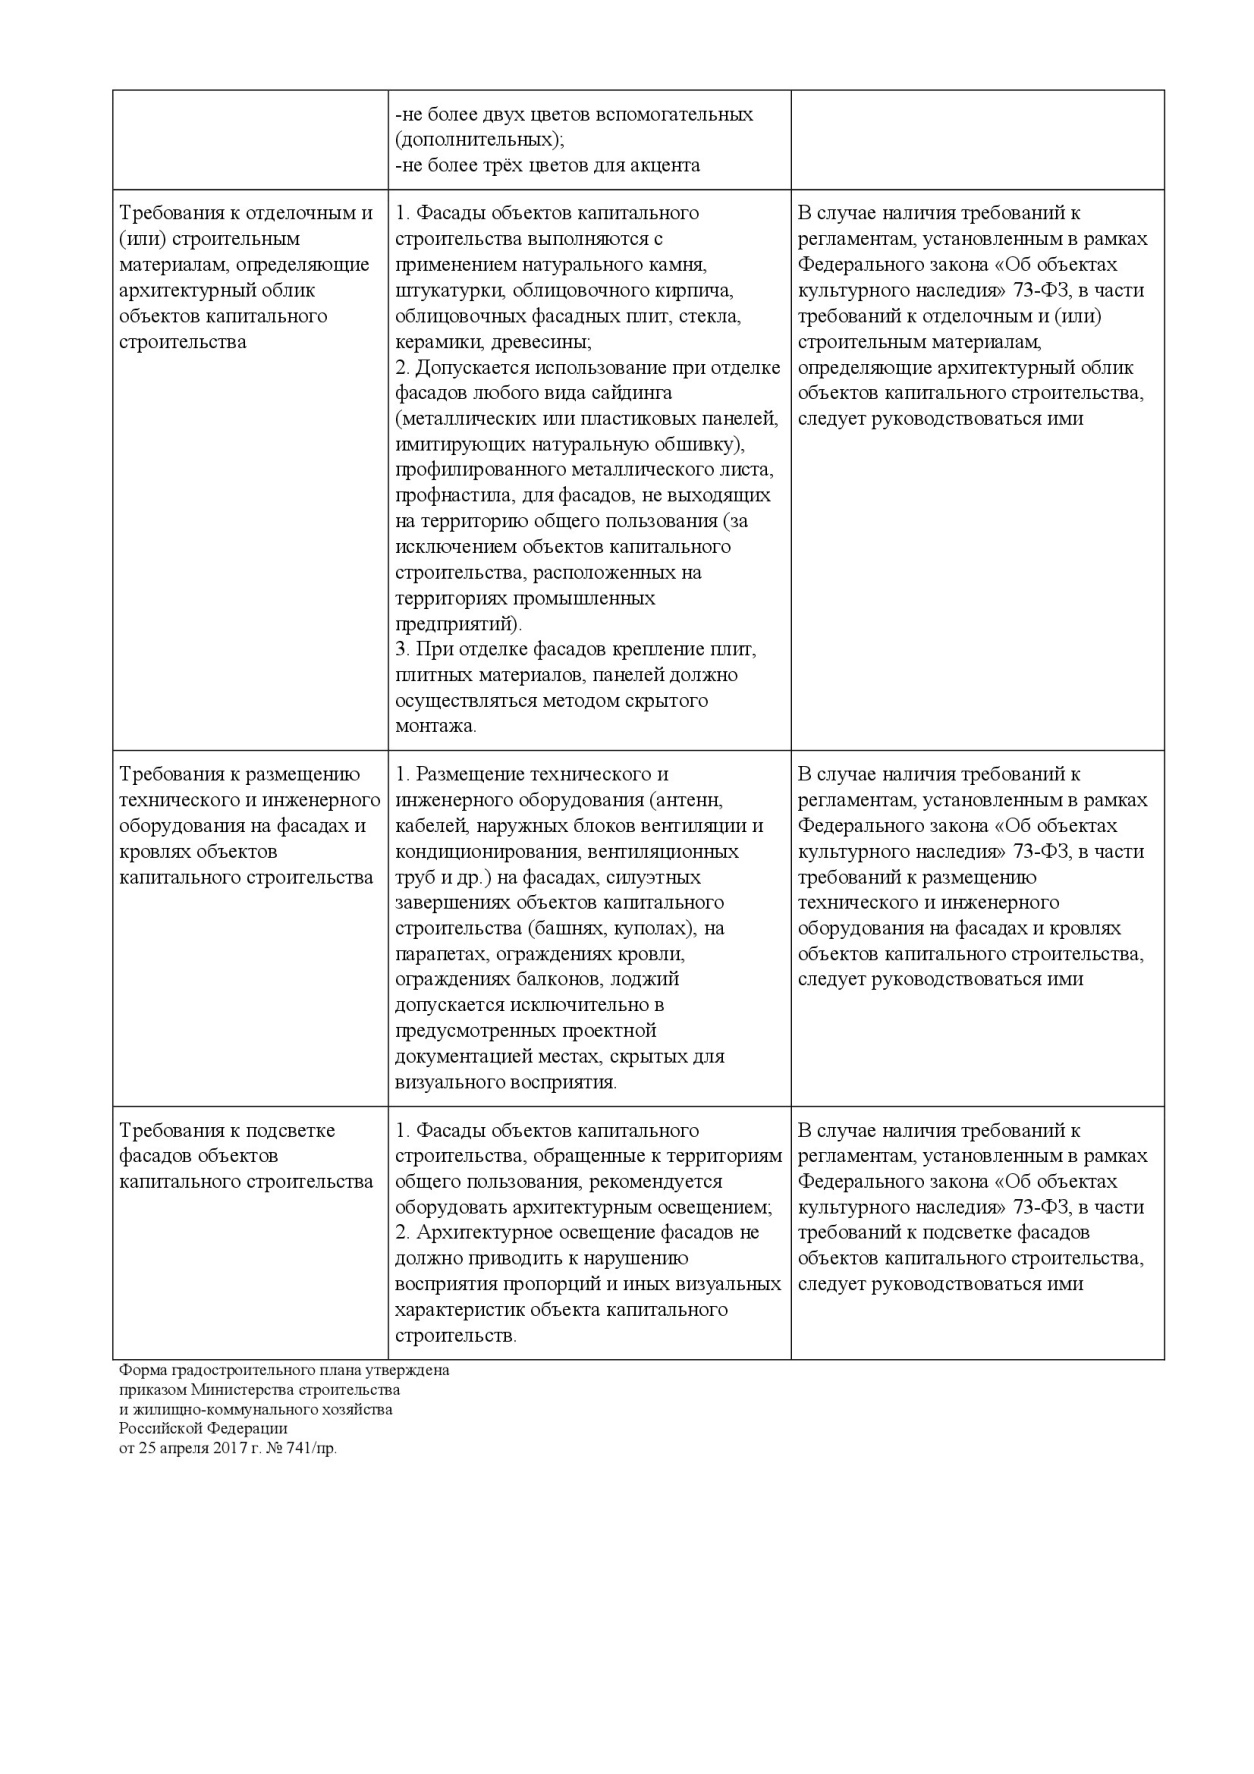 -не более двух цветов вспомогательных
(дополнительных);
-не более трёх цветов для акцента
Требования к отделочным и
(или) строительным
материалам, определяющие
архитектурный облик
объектов капитального
строительства
1. Фасады объектов капитального
строительства выполняются с
применением натурального камня,
штукатурки, облицовочного кирпича,
облицовочных фасадных плит, стекла,
керамики, древесины;
2. Допускается использование при отделке
фасадов любого вида сайдинга
(металлических или пластиковых панелей,
имитирующих натуральную обшивку),
профилированного металлического листа,
профнастила, для фасадов, не выходящих
на территорию общего пользования (за
исключением объектов капитального
строительства, расположенных на
территориях промышленных
предприятий).
3. При отделке фасадов крепление плит,
плитных материалов, панелей должно
осуществляться методом скрытого
монтажа.
В случае наличия требований к
регламентам, установленным в рамках
Федерального закона «Об объектах
культурного наследия» 73-ФЗ, в части
требований к отделочным и (или)
строительным материалам,
определяющие архитектурный облик
объектов капитального строительства,
следует руководствоваться ими
Требования к размещению
технического и инженерного
оборудования на фасадах и
кровлях объектов
капитального строительства
1. Размещение технического и
инженерного оборудования (антенн,
кабелей, наружных блоков вентиляции и
кондиционирования, вентиляционных
труб и др.) на фасадах, силуэтных
завершениях объектов капитального
строительства (башнях, куполах), на
парапетах, ограждениях кровли,
ограждениях балконов, лоджий
допускается исключительно в
предусмотренных проектной
документацией местах, скрытых для
визуального восприятия.
В случае наличия требований к
регламентам, установленным в рамках
Федерального закона «Об объектах
культурного наследия» 73-ФЗ, в части
требований к размещению
технического и инженерного
оборудования на фасадах и кровлях
объектов капитального строительства,
следует руководствоваться ими
Требования к подсветке
фасадов объектов
капитального строительства
1. Фасады объектов капитального
строительства, обращенные к территориям
общего пользования, рекомендуется
оборудовать архитектурным освещением;
2. Архитектурное освещение фасадов не
должно приводить к нарушению
восприятия пропорций и иных визуальных
характеристик объекта капитального
строительств.
В случае наличия требований к
регламентам, установленным в рамках
Федерального закона «Об объектах
культурного наследия» 73-ФЗ, в части
требований к подсветке фасадов
объектов капитального строительства,
следует руководствоваться ими
Форма градостроительного плана утверждена
приказом Министерства строительства
и жилищно-коммунального хозяйства
Российской Федерации
от 25 апреля 2017 г. № 741/пр.